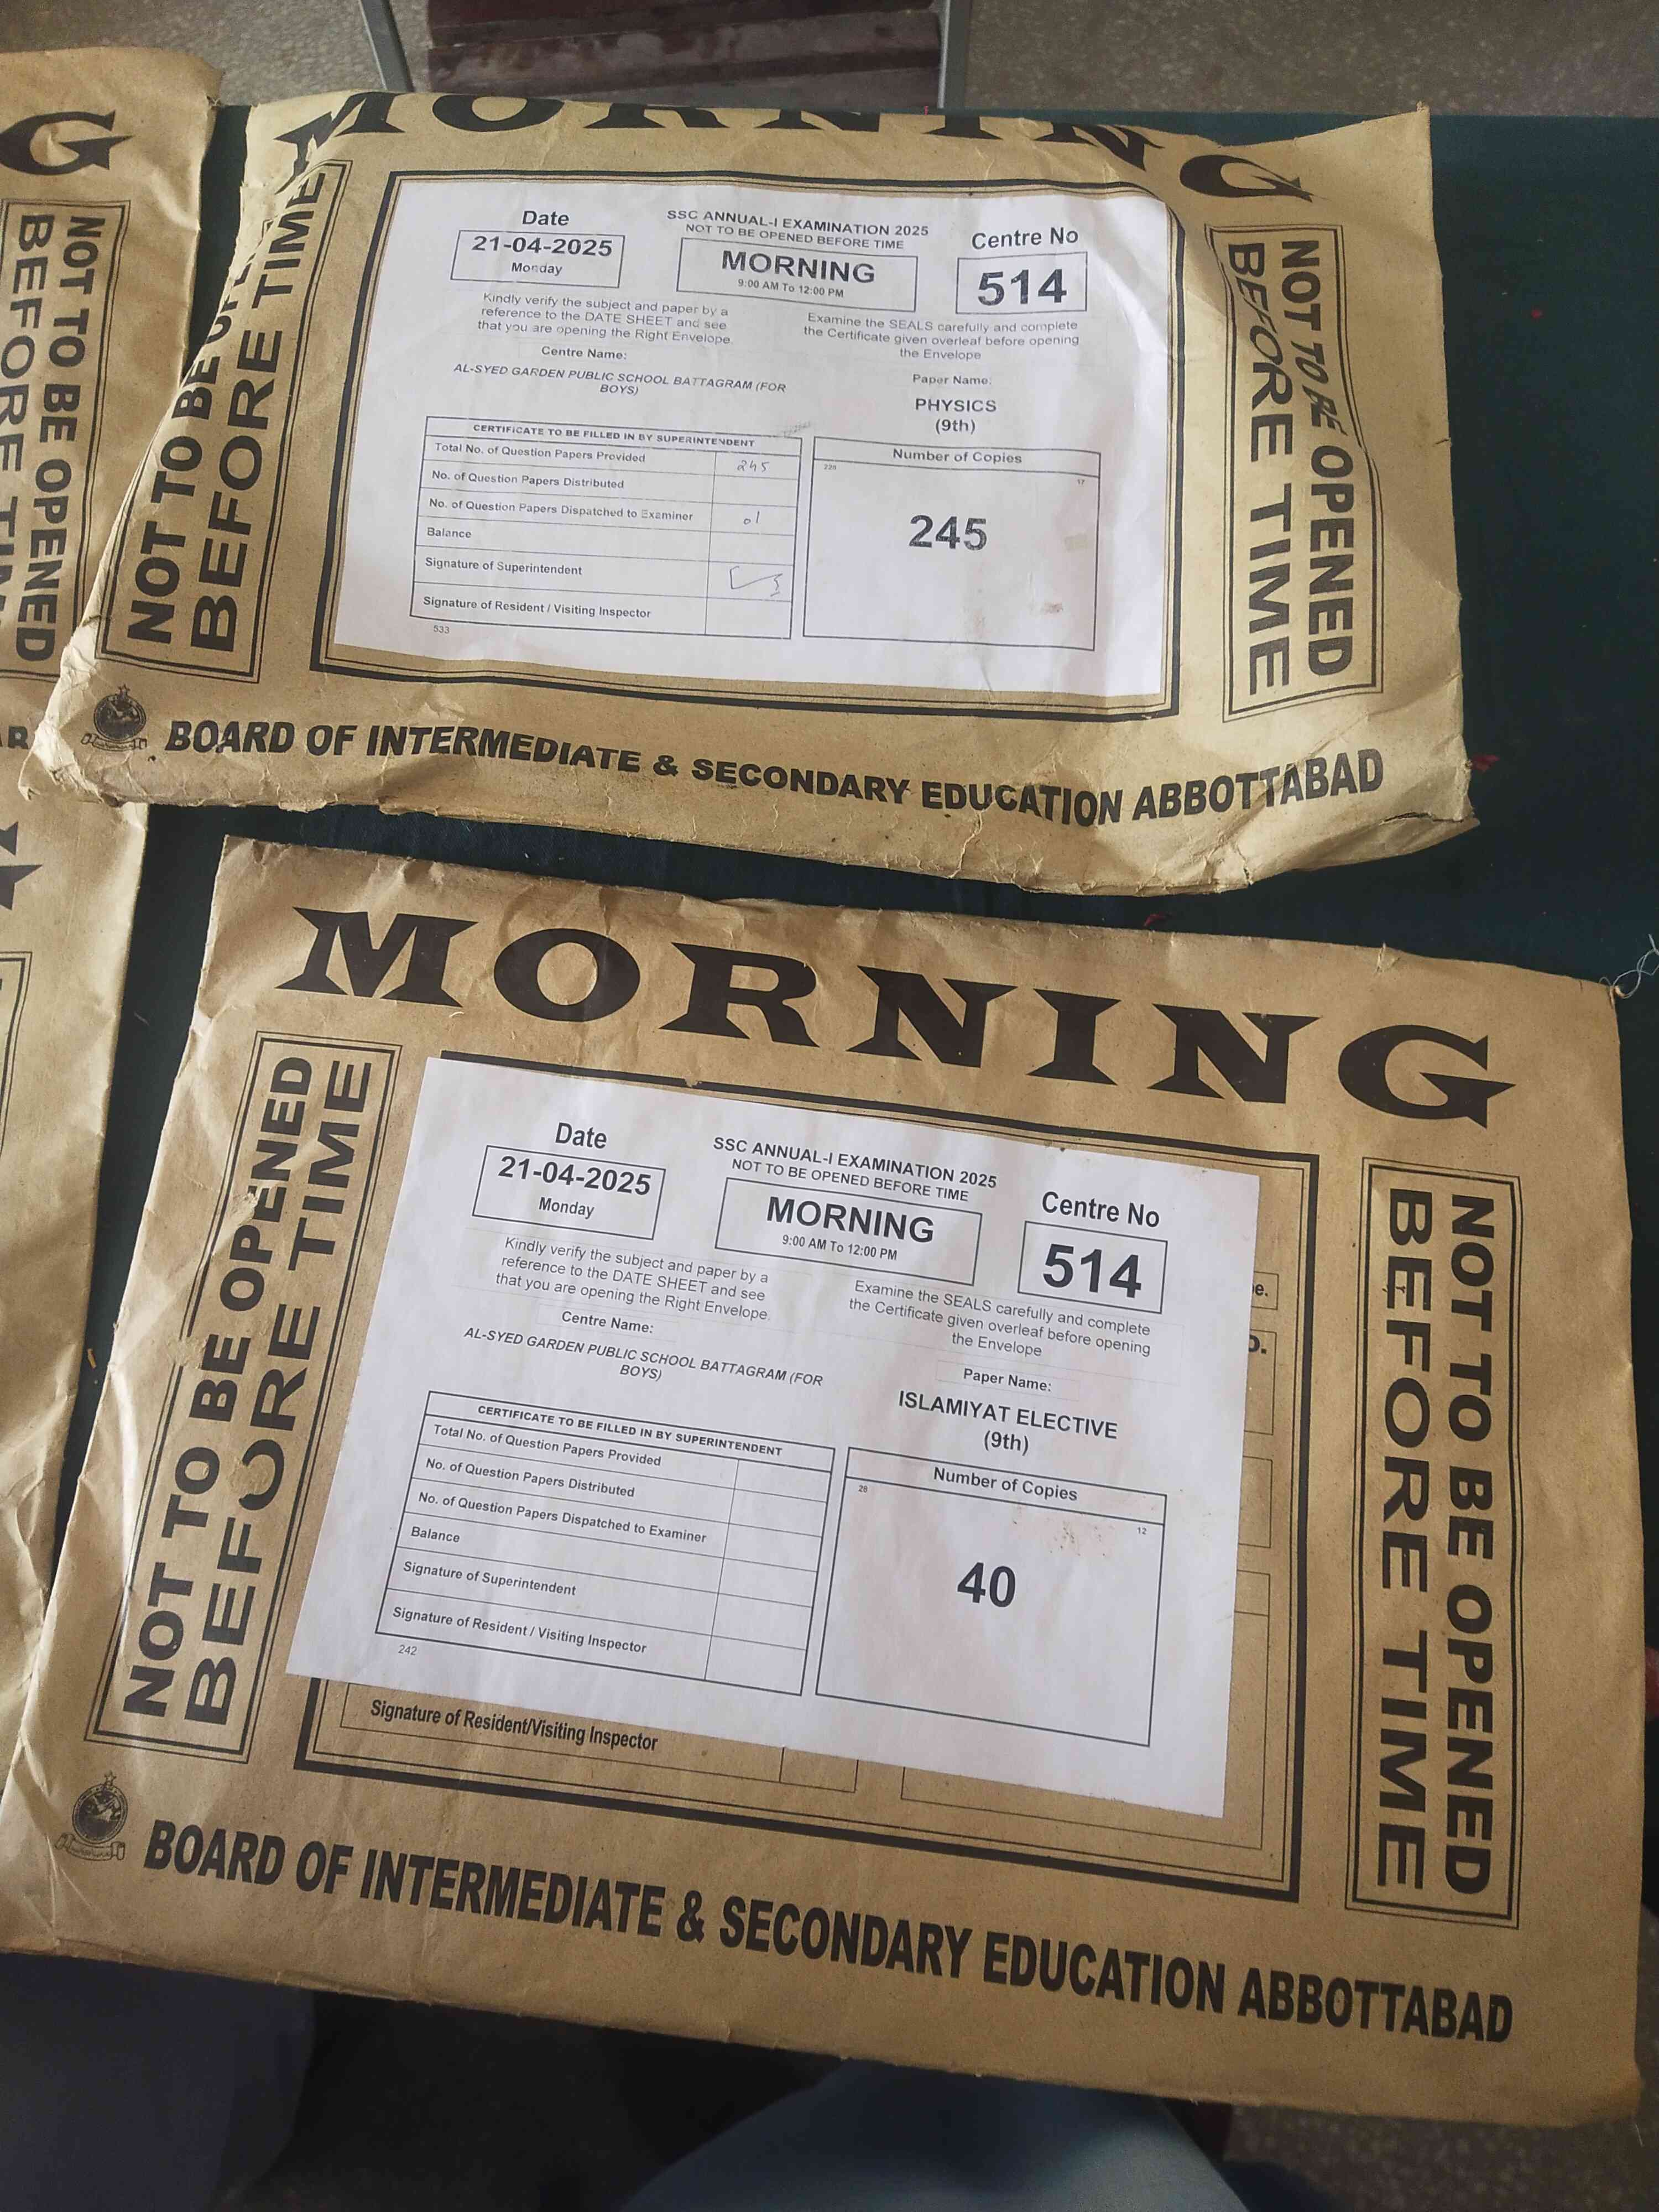 G
NOT TO BE OPENED
BEFORE TIME
MORNING
NOT TO BE
BEFORE TIME
Date
21-04-2025
Monday
SSC ANNUAL-I EXAMINATION 2025
NOT TO BE OPENED BEFORE TIME
MORNING
9:00 AM To 12:00 PM
Centre No
514
Kindly verify the subject and paper by a
reference to the DATE SHEET and see
that you are opening the Right Envelope.
Examine the SEALS carefully and complete
the Certificate given overleaf before opening
the Envelope
Centre Name:
AL-SYED GARDEN PUBLIC SCHOOL BATTAGRAM (FOR
BOYS)
Paper Name:
PHYSICS
(9th)
CERTIFICATE TO BE FILLED IN BY SUPERINTENDENT
Total No. of Question Papers Provided 245
No. of Question Papers Distributed
No. of Question Papers Dispatched to Examiner 01
Balance
Signature of Superintendent
Signature of Resident / Visiting Inspector
533
Number of Copies
228
17
245
NOT TO BE OPENED
BEFORE TIME
BOARD OF INTERMEDIATE & SECONDARY EDUCATION ABBOTTABAD
MORNING
NOT TO BE OPENED
BEFORE TIME
Date
21-04-2025
Monday
SSC ANNUAL-I EXAMINATION 2025
NOT TO BE OPENED BEFORE TIME
MORNING
9:00 AM To 12:00 PM
Centre No
514
Kindly verify the subject and paper by a
reference to the DATE SHEET and see
that you are opening the Right Envelope.
Examine the SEALS carefully and complete
the Certificate given overleaf before opening
the Envelope
Centre Name:
AL-SYED GARDEN PUBLIC SCHOOL BATTAGRAM (FOR
BOYS)
Paper Name:
ISLAMIYAT ELECTIVE
(9th)
CERTIFICATE TO BE FILLED IN BY SUPERINTENDENT
Total No. of Question Papers Provided
No. of Question Papers Distributed
No. of Question Papers Dispatched to Examiner
Balance
Signature of Superintendent
Signature of Resident / Visiting Inspector
242
Number of Copies
28
12
40
Signature of Resident/Visiting Inspector
NOT TO BE OPENED
BEFORE TIME
BOARD OF INTERMEDIATE & SECONDARY EDUCATION ABBOTTABAD